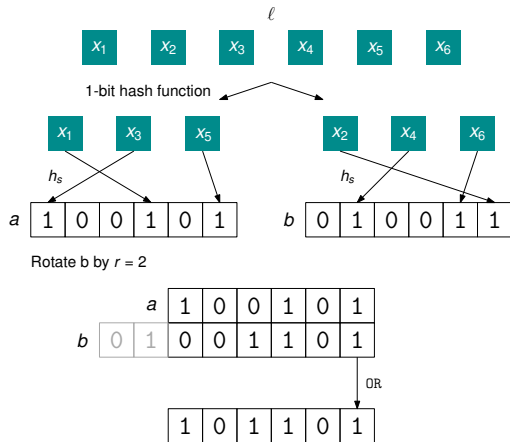 ℓ
x₁ x₂ x₃ x₄ x₅ x₆
1-bit hash function
x₁ x₃ x₅ x₂ x₄ x₆
hₛ hₛ
a 1 0 0 1 0 1 b 0 1 0 0 1 1
Rotate b by r = 2
a 1 0 0 1 0 1
b 0 1 0 0 1 1 0 1
OR
1 0 1 1 0 1